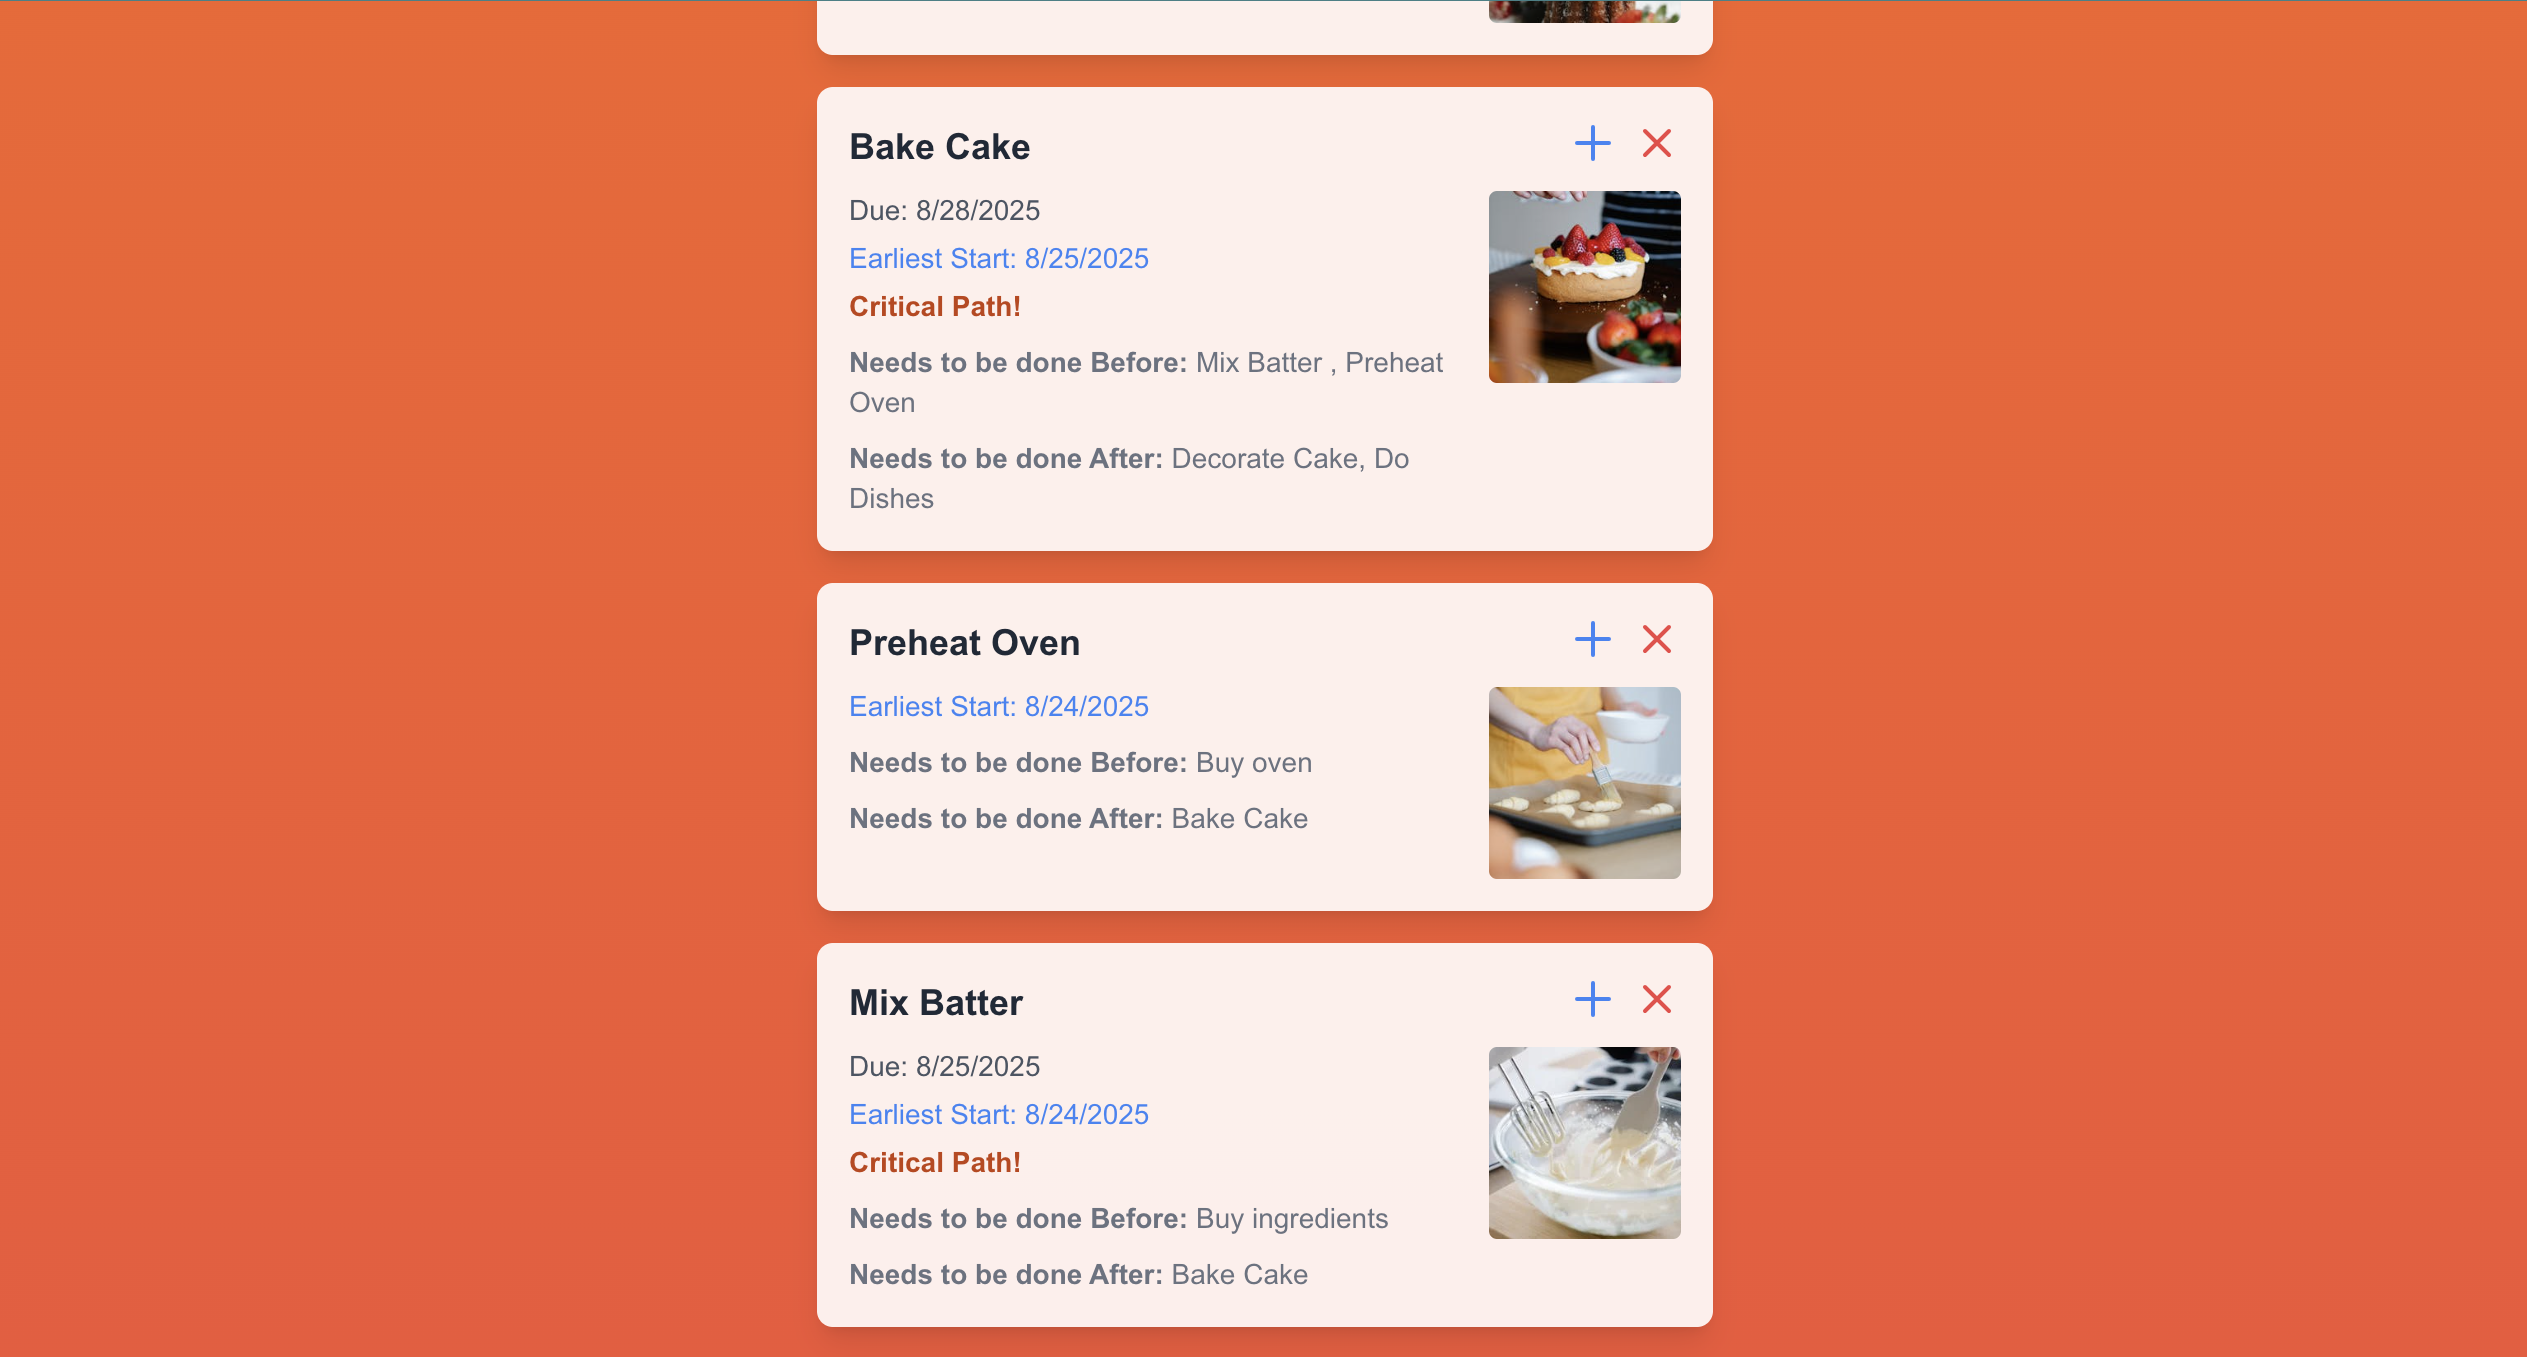 Bake Cake
Due: 8/28/2025
Earliest Start: 8/25/2025
Critical Path!
Needs to be done Before: Mix Batter , Preheat
Oven
Needs to be done After: Decorate Cake, Do
Dishes
Preheat Oven
Earliest Start: 8/24/2025
Needs to be done Before: Buy oven
Needs to be done After: Bake Cake
Mix Batter
Due: 8/25/2025
Earliest Start: 8/24/2025
Critical Path!
Needs to be done Before: Buy ingredients
Needs to be done After: Bake Cake